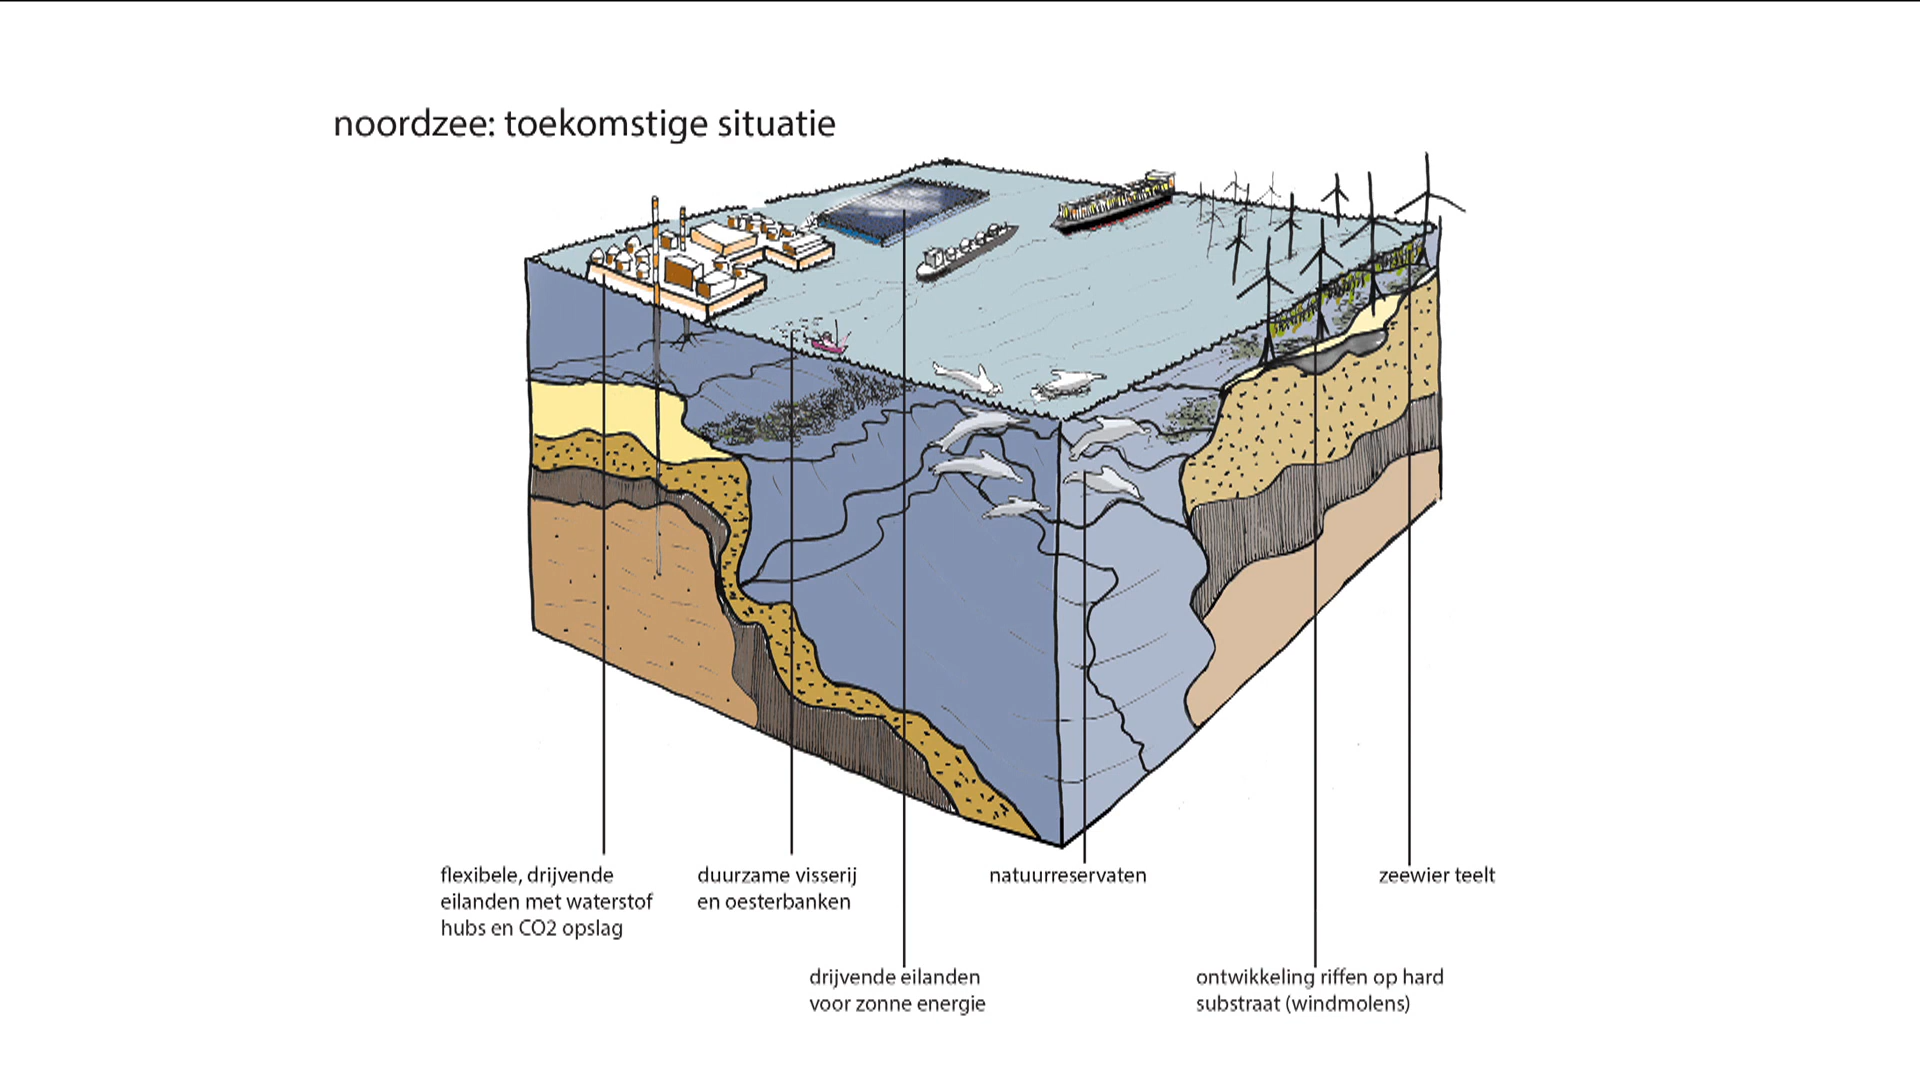 noordzee: toekomstige situatie
flexibele, drijvende
eilanden met waterstof
hubs en CO2 opslag
duurzame visserij
en oesterbanken
drijvende eilanden
voor zonne energie
natuurreservaten
ontwikkeling riffen op hard
substraat (windmolens)
zeewier teelt